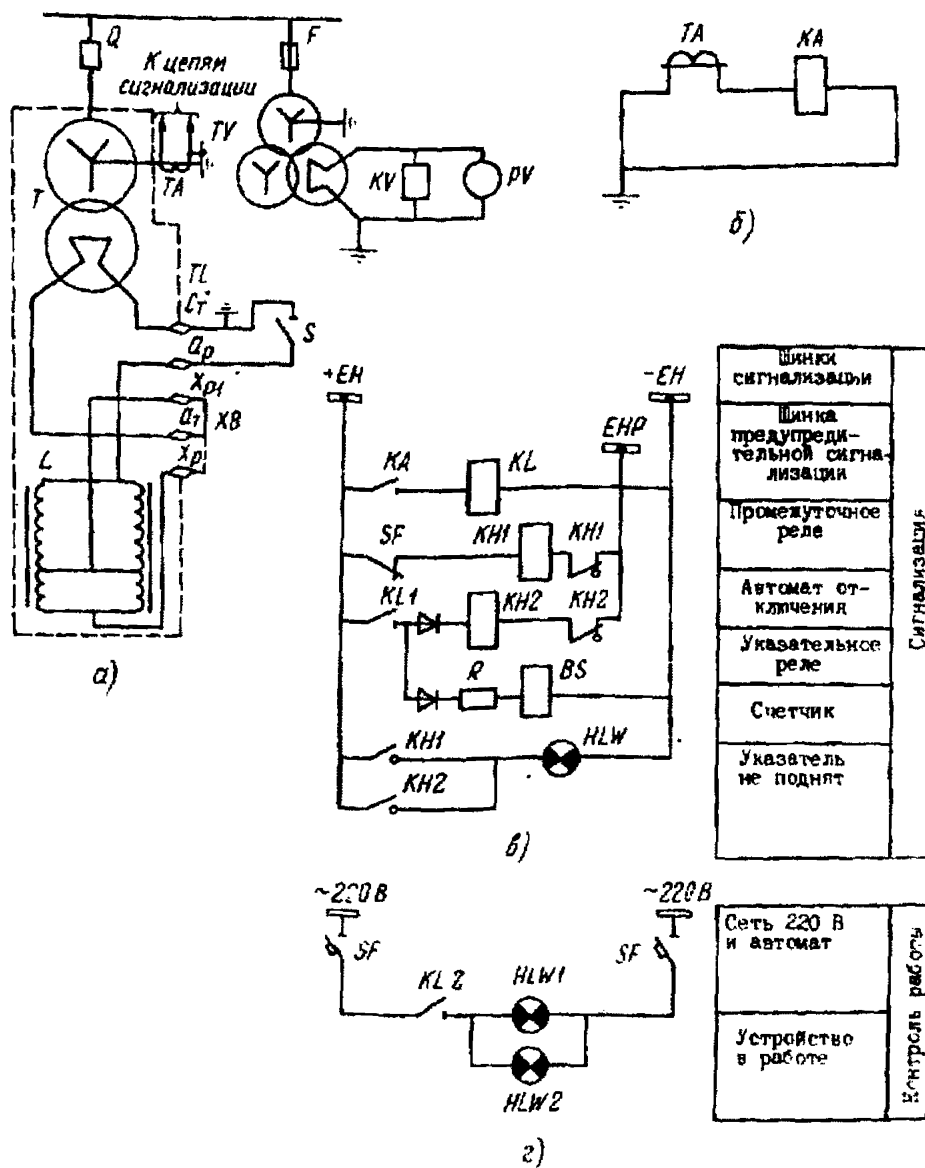 Q
F
К цепям
сигнализации
TV
TA
T
KV
PV
TL
Ст
S
ap
Xp1
a1
XB
Xp
L
а)
TA
KA
б)
+EH
-EH
EHP
KA
KL
SF
KH1
KH1
KL1
KH2
KH2
R
BS
KH1
HLW
KH2
в)
Шинки
сигнализации
Шинка
предупреди-
тельной сигна-
лизации
Промежуточное
реле
Автомат от-
ключения
Указательное
реле
Счетчик
Указатель
не поднят
Сигнализация
~220 В
~220 В
SF
SF
KL2
HLW1
HLW2
г)
Сеть 220 В
и автомат
Устройство
в работе
Контроль работы